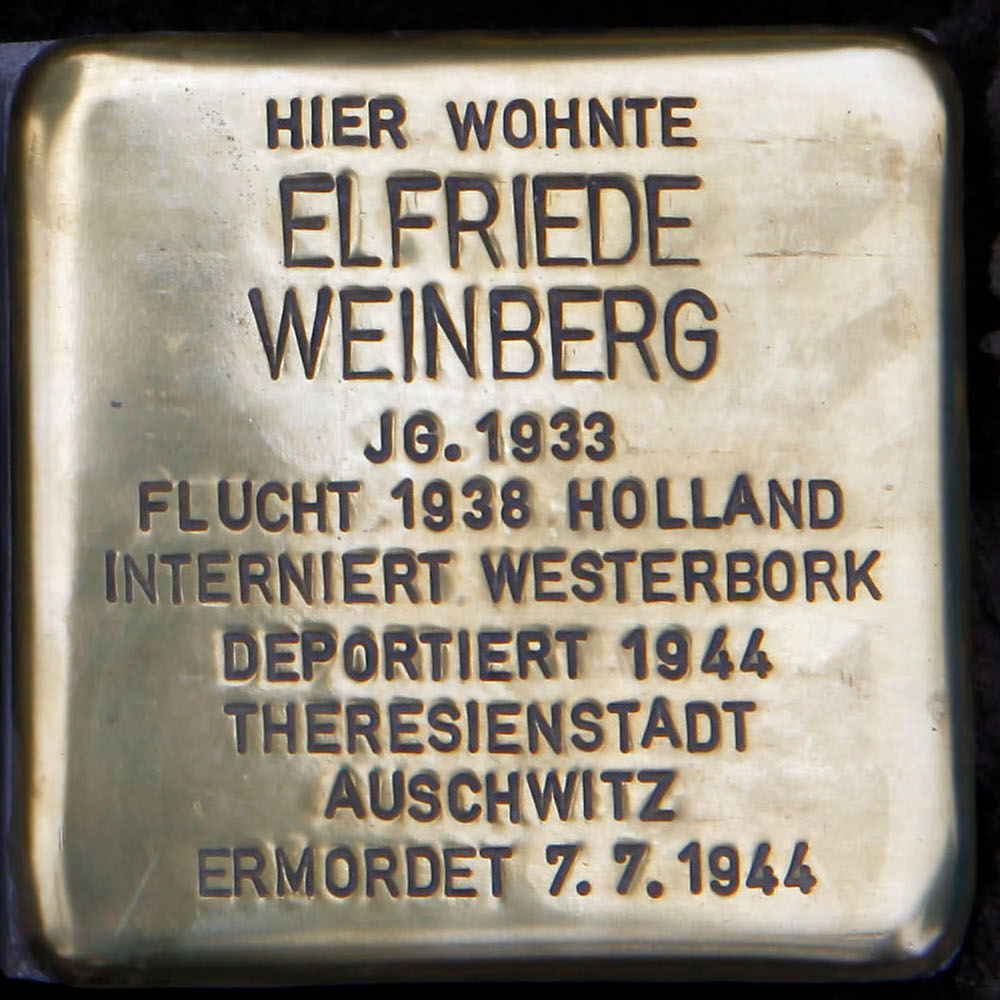 HIER WOHNTE
ELFRIEDE
WEINBERG
JG. 1933
FLUCHT 1938 HOLLAND
INTERNIERT WESTERBORK
DEPORTIERT 1944
THERESIENSTADT
AUSCHWITZ
ERMORDET 7. 7. 1944